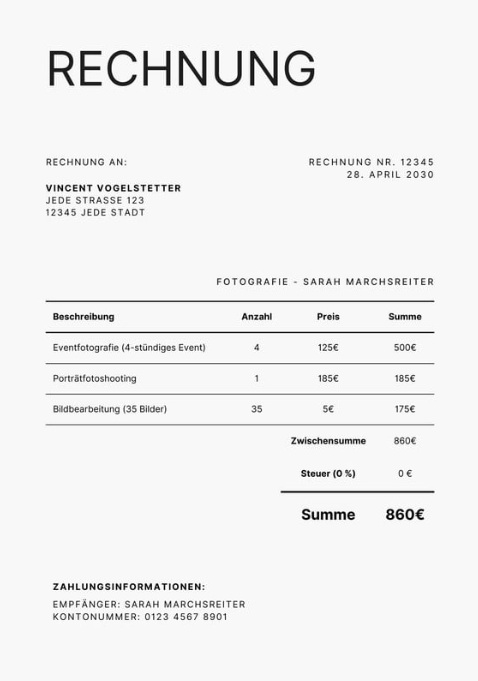 RECHNUNG
RECHNUNG AN:
VINCENT VOGELSTETTER
JEDE STRASSE 123
12345 JEDE STADT
RECHNUNG NR. 12345
28. APRIL 2030
FOTOGRAFIE - SARAH MARCHSREITER
Beschreibung Anzahl Preis Summe
Eventfotografie (4-stündiges Event) 4 125€ 500€
Porträtfotoshooting 1 185€ 185€
Bildbearbeitung (35 Bilder) 35 5€ 175€
Zwischensumme 860€
Steuer (0 %) 0 €
Summe 860€
ZAHLUNGSINFORMATIONEN:
EMPFÄNGER: SARAH MARCHSREITER
KONTONUMMER: 0123 4567 8901